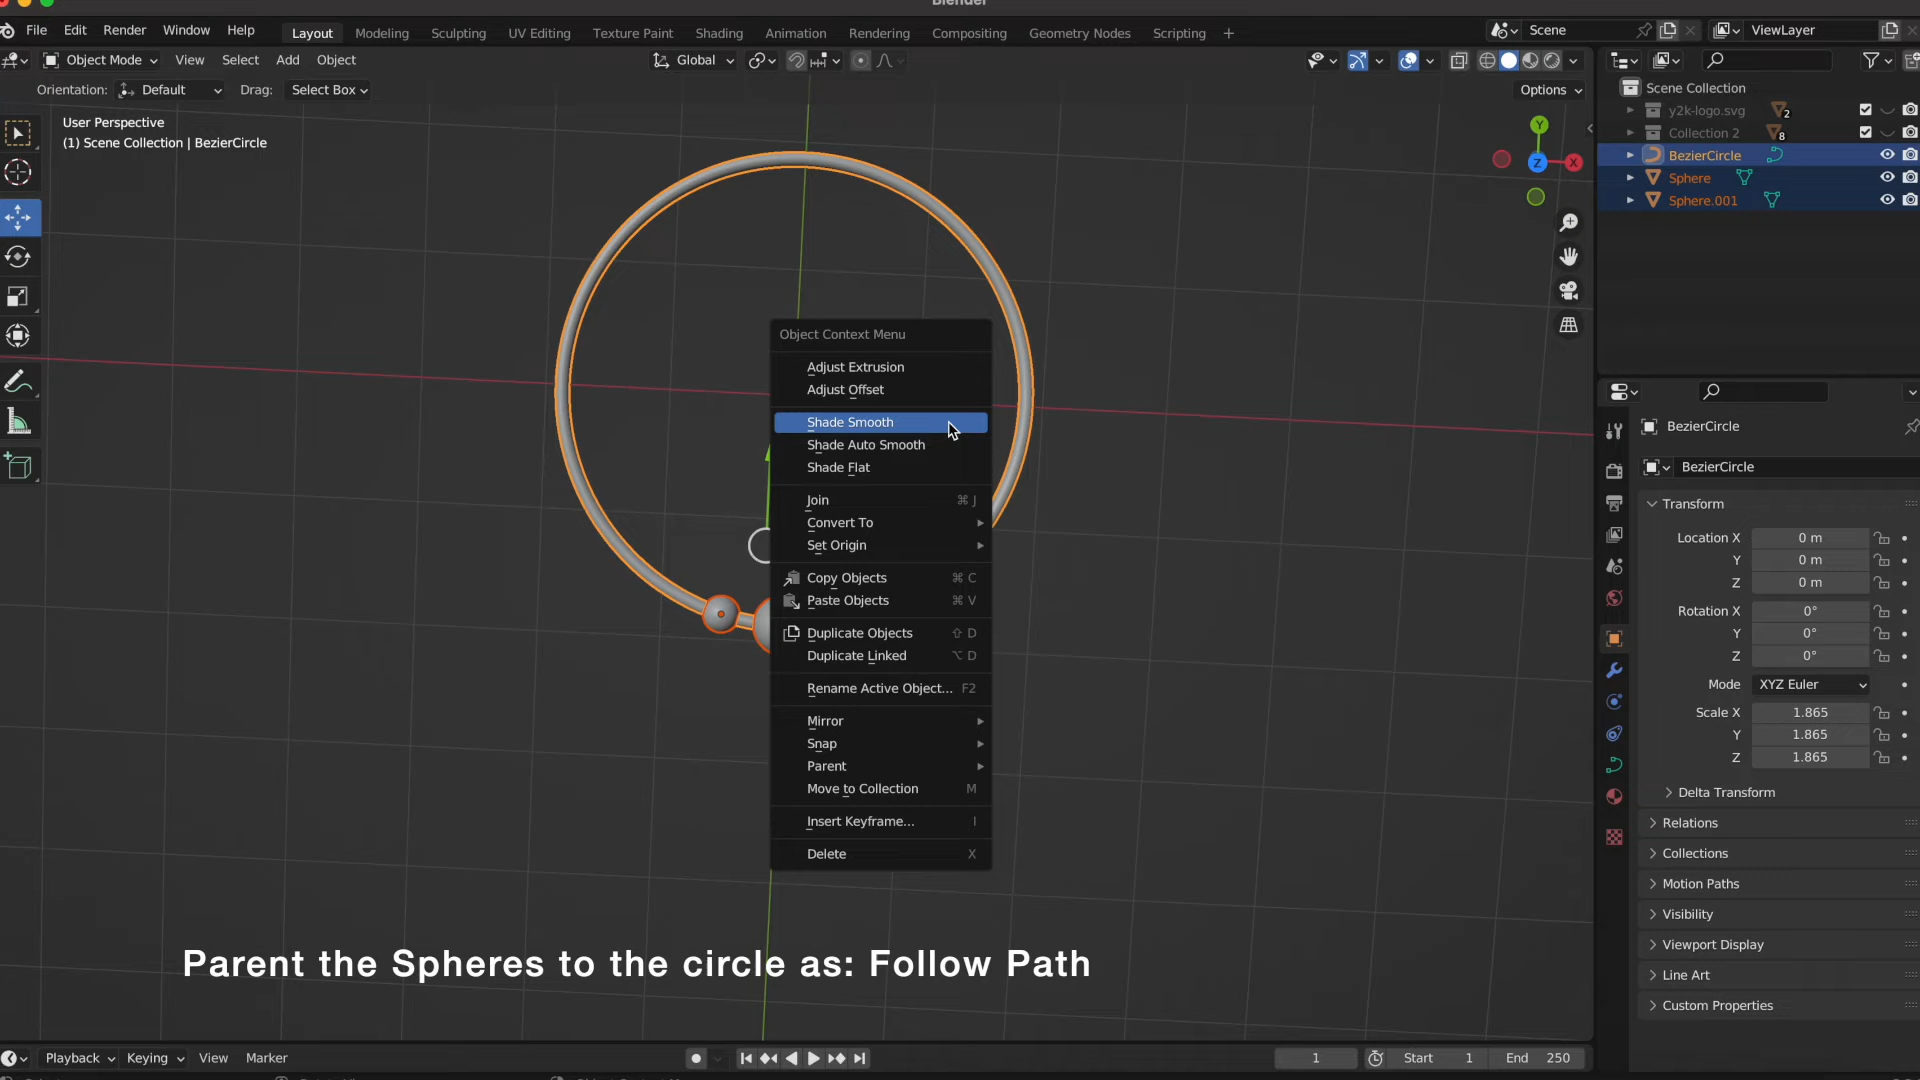 Blender
File Edit Render Window Help
Layout Modeling Sculpting UV Editing Texture Paint Shading Animation Rendering Compositing Geometry Nodes Scripting +
Scene
ViewLayer
Object Mode View Select Add Object
Global
Orientation: Default Drag: Select Box
Options
User Perspective
(1) Scene Collection | BezierCircle
Y
Z
X
Scene Collection
y2k-logo.svg 2
Collection 2 8
BezierCircle
Sphere
Sphere.001
Object Context Menu
Adjust Extrusion
Adjust Offset
Shade Smooth
Shade Auto Smooth
Shade Flat
Join ⌘ J
Convert To
Set Origin
Copy Objects ⌘ C
Paste Objects ⌘ V
Duplicate Objects ⇧ D
Duplicate Linked ⌥ D
Rename Active Object... F2
Mirror
Snap
Parent
Move to Collection M
Insert Keyframe... I
Delete X
BezierCircle
BezierCircle
Transform
Location X 0 m
Y 0 m
Z 0 m
Rotation X 0°
Y 0°
Z 0°
Mode XYZ Euler
Scale X 1.865
Y 1.865
Z 1.865
Delta Transform
Relations
Collections
Motion Paths
Visibility
Viewport Display
Line Art
Custom Properties
Parent the Spheres to the circle as: Follow Path
Playback Keying View Marker
1
Start 1
End 250